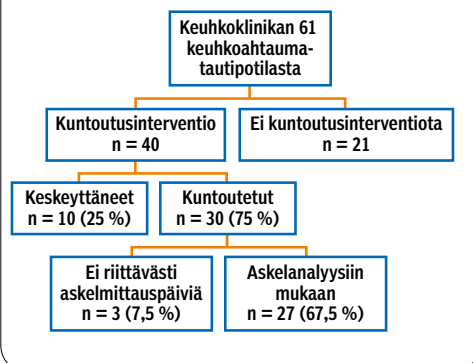 Keuhkoklinikan 61
keuhkoahtauma-
tautipotilasta
Kuntoutusinterventio
n = 40
Ei kuntoutusinterventiota
n = 21
Keskeyttäneet
n = 10 (25 %)
Kuntoutetut
n = 30 (75 %)
Ei riittävästi
askelmittauspäiviä
n = 3 (7,5 %)
Askelanalyysiin
mukaan
n = 27 (67,5 %)